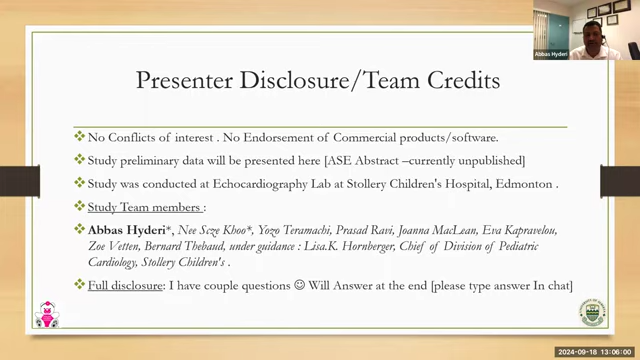 Abbas Hyderi
Presenter Disclosure/Team Credits
No Conflicts of interest . No Endorsement of Commercial products/software.
Study preliminary data will be presented here [ASE Abstract –currently unpublished]
Study was conducted at Echocardiography Lab at Stollery Children's Hospital, Edmonton .
Study Team members :
Abbas Hyderi*, Nee Scze Khoo*, Yozo Teramachi, Prasad Ravi, Joanna MacLean, Eva Kapravelou,
Zoe Vetten, Bernard Thebaud, under guidance : Lisa.K. Hornberger, Chief of Division of Pediatric
Cardiology, Stollery Children's .
Full disclosure: I have couple questions ☺ Will Answer at the end [please type answer In chat]
2024-09-18 13:06:00